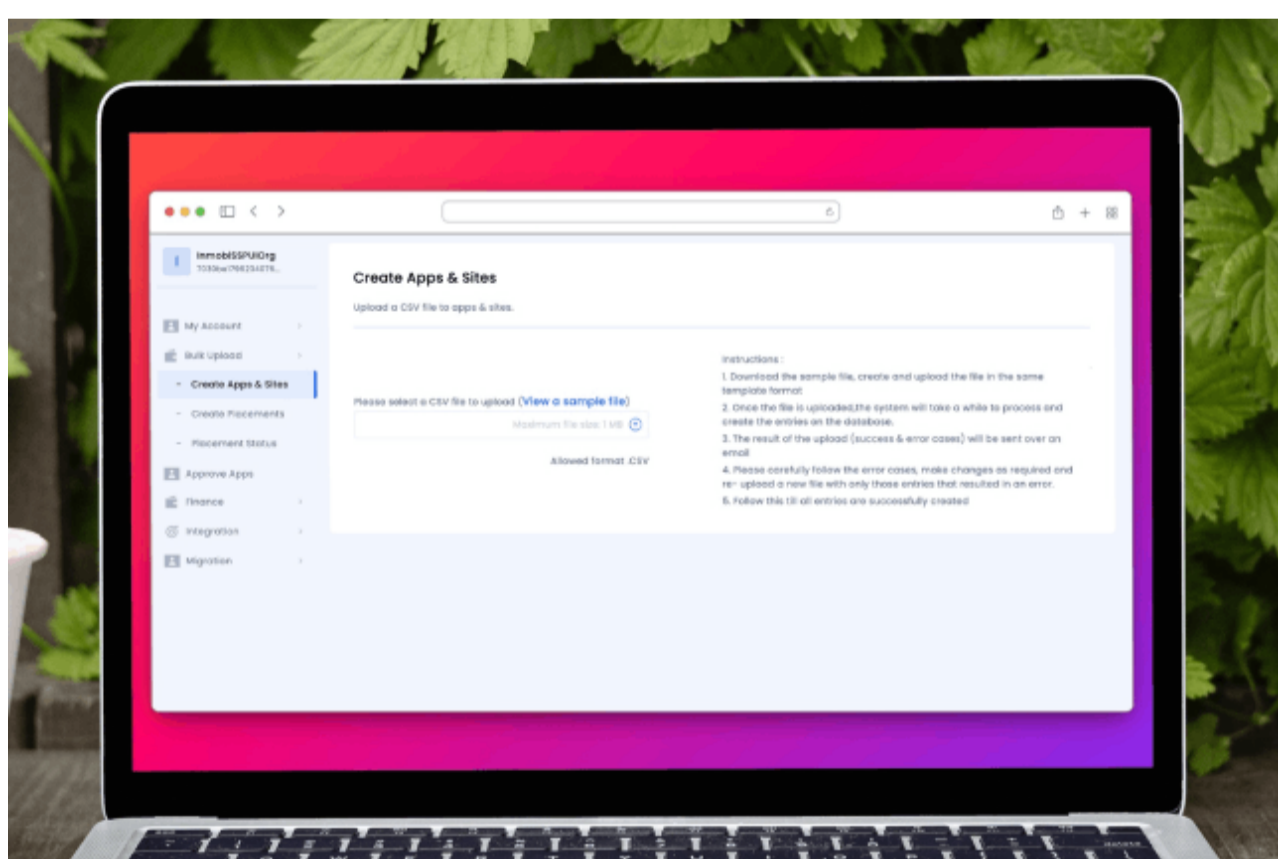 I
InmobiSSPUIOrg
Create Apps & Sites
Upload a CSV file to apps & sites.
My Account
Bulk Upload
- Create Apps & Sites
- Create Placements
- Placement Status
Approve Apps
Finance
Integration
Migration
Please select a CSV file to upload (View a sample file)
Maximum file size: 1 MB
Allowed format .CSV
Instructions :
1. Download the sample file, create and upload the file in the same
template format
2. Once the file is uploaded,the system will take a while to process and
create the entries on the database.
3. The result of the upload (success & error cases) will be sent over an
email
4. Please carefully follow the error cases, make changes as required and
re- upload a new file with only those entries that resulted in an error.
5. Follow this till all entries are successfully created